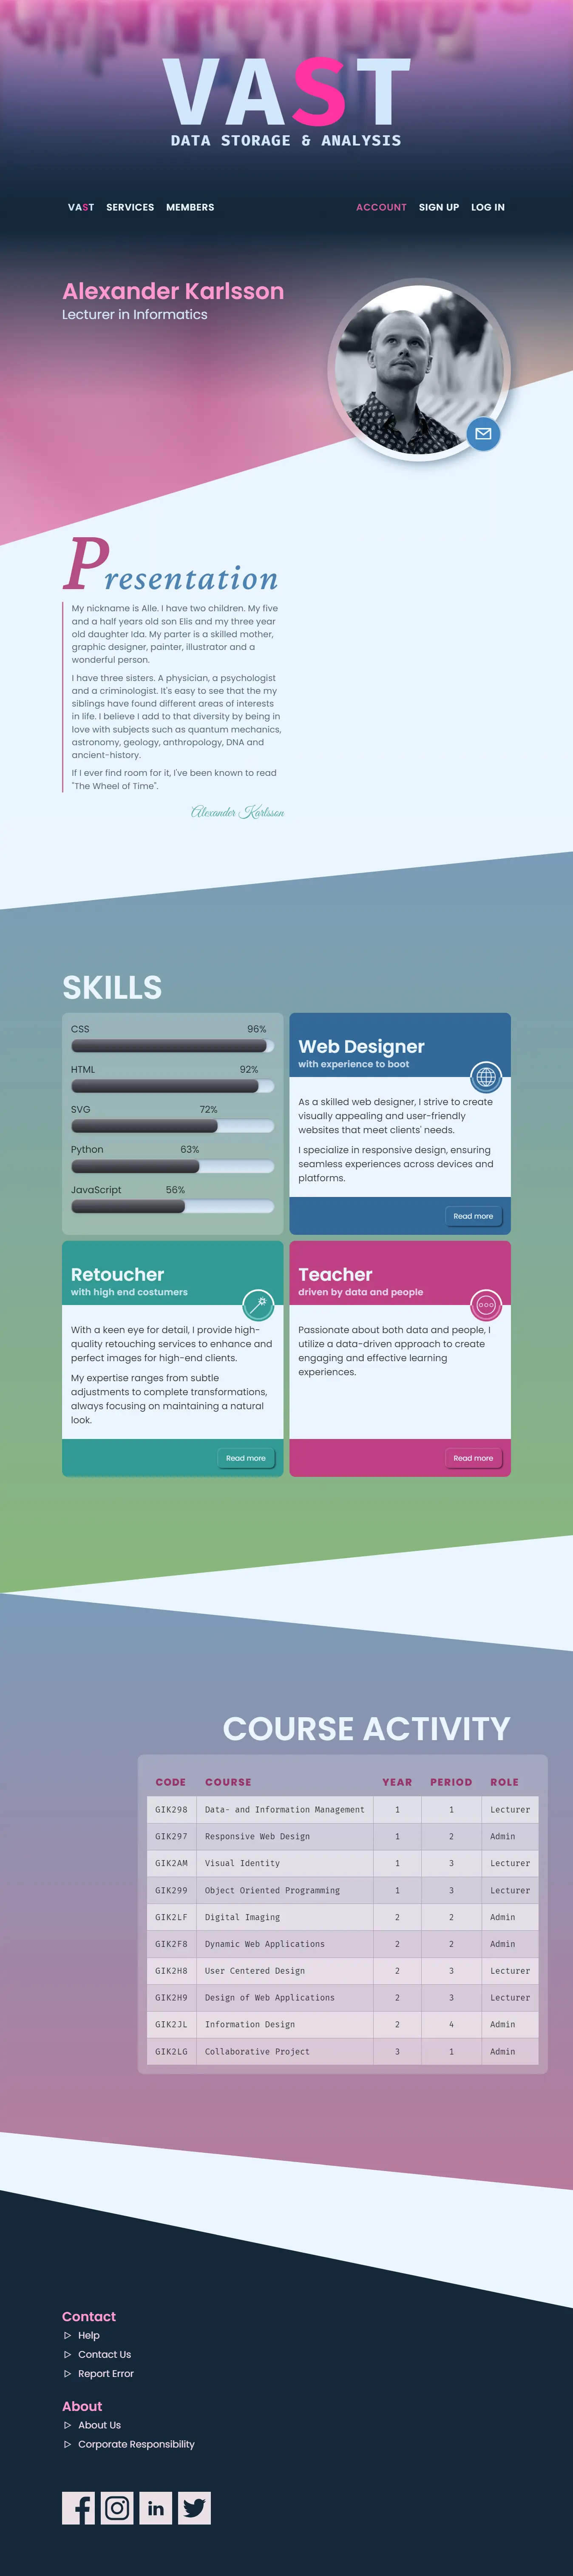 VAST
DATA STORAGE & ANALYSIS
VAST SERVICES MEMBERS ACCOUNT SIGN UP LOG IN
Alexander Karlsson
Lecturer in Informatics
Presentation
My nickname is Alle. I have two children. My five
and a half years old son Elis and my three year
old daughter Ida. My parter is a skilled mother,
graphic designer, painter, illustrator and a
wonderful person.
I have three sisters. A physician, a psychologist
and a criminologist. It's easy to see that the my
siblings have found different areas of interests
in life. I believe I add to that diversity by being in
love with subjects such as quantum mechanics,
astronomy, geology, anthropology, DNA and
ancient-history.
If I ever find room for it, I've been known to read
"The Wheel of Time".
Alexander Karlsson
SKILLS
CSS 96%
HTML 92%
SVG 72%
Python 63%
JavaScript 56%
Web Designer
with experience to boot
As a skilled web designer, I strive to create
visually appealing and user-friendly
websites that meet clients' needs.
I specialize in responsive design, ensuring
seamless experiences across devices and
platforms.
Read more
Retoucher
with high end costumers
With a keen eye for detail, I provide high-
quality retouching services to enhance and
perfect images for high-end clients.
My expertise ranges from subtle
adjustments to complete transformations,
always focusing on maintaining a natural
look.
Read more
Teacher
driven by data and people
Passionate about both data and people, I
utilize a data-driven approach to create
engaging and effective learning
experiences.
Read more
COURSE ACTIVITY
CODE COURSE YEAR PERIOD ROLE
GIK298 Data- and Information Management 1 1 Lecturer
GIK297 Responsive Web Design 1 2 Admin
GIK2AM Visual Identity 1 3 Lecturer
GIK299 Object Oriented Programming 1 3 Lecturer
GIK2LF Digital Imaging 2 2 Admin
GIK2F8 Dynamic Web Applications 2 2 Admin
GIK2H8 User Centered Design 2 3 Lecturer
GIK2H9 Design of Web Applications 2 3 Lecturer
GIK2JL Information Design 2 4 Admin
GIK2LG Collaborative Project 3 1 Admin
Contact
Help
Contact Us
Report Error
About
About Us
Corporate Responsibility
in